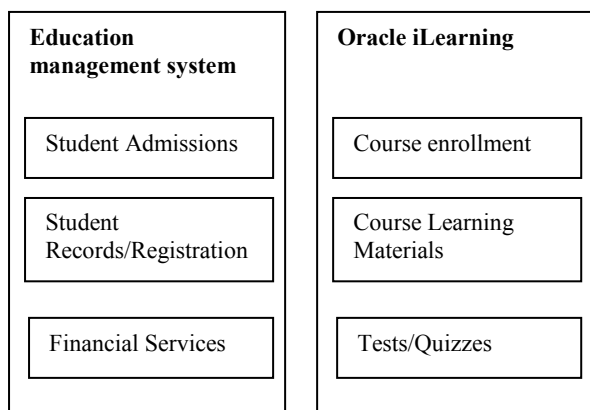 Education
management system
Student Admissions
Student
Records/Registration
Financial Services
Oracle iLearning
Course enrollment
Course Learning
Materials
Tests/Quizzes